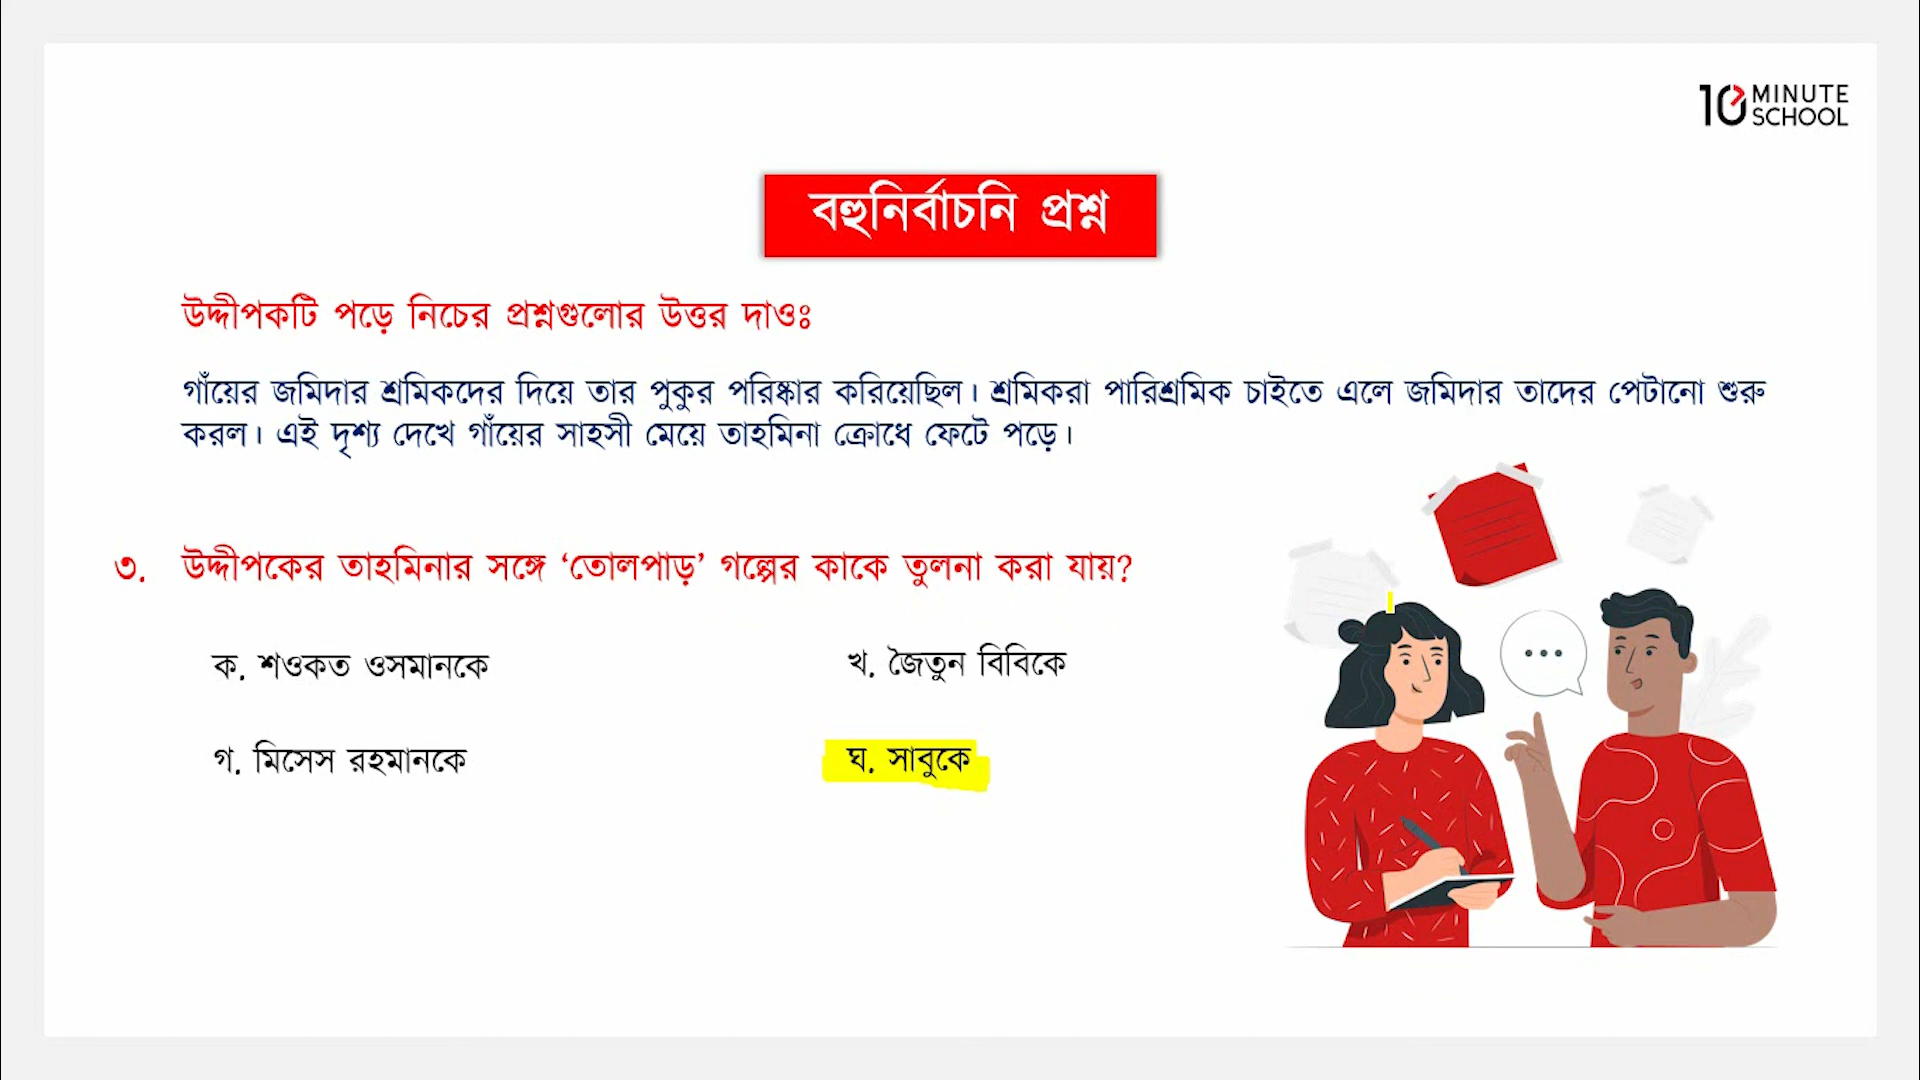 10 MINUTE
SCHOOL
বহুনির্বাচনি প্রশ্ন
উদ্দীপকটি পড়ে নিচের প্রশ্নগুলোর উত্তর দাওঃ
গাঁয়ের জমিদার শ্রমিকদের দিয়ে তার পুকুর পরিষ্কার করিয়েছিল। শ্রমিকরা পারিশ্রমিক চাইতে এলে জমিদার তাদের পেটানো শুরু
করল। এই দৃশ্য দেখে গাঁয়ের সাহসী মেয়ে তাহমিনা ক্রোধে ফেটে পড়ে।
৩. উদ্দীপকের তাহমিনার সঙ্গে ‘তোলপাড়’ গল্পের কাকে তুলনা করা যায়?
ক. শওকত ওসমানকে খ. জৈতুন বিবিকে
গ. মিসেস রহমানকে ঘ. সাবুকে